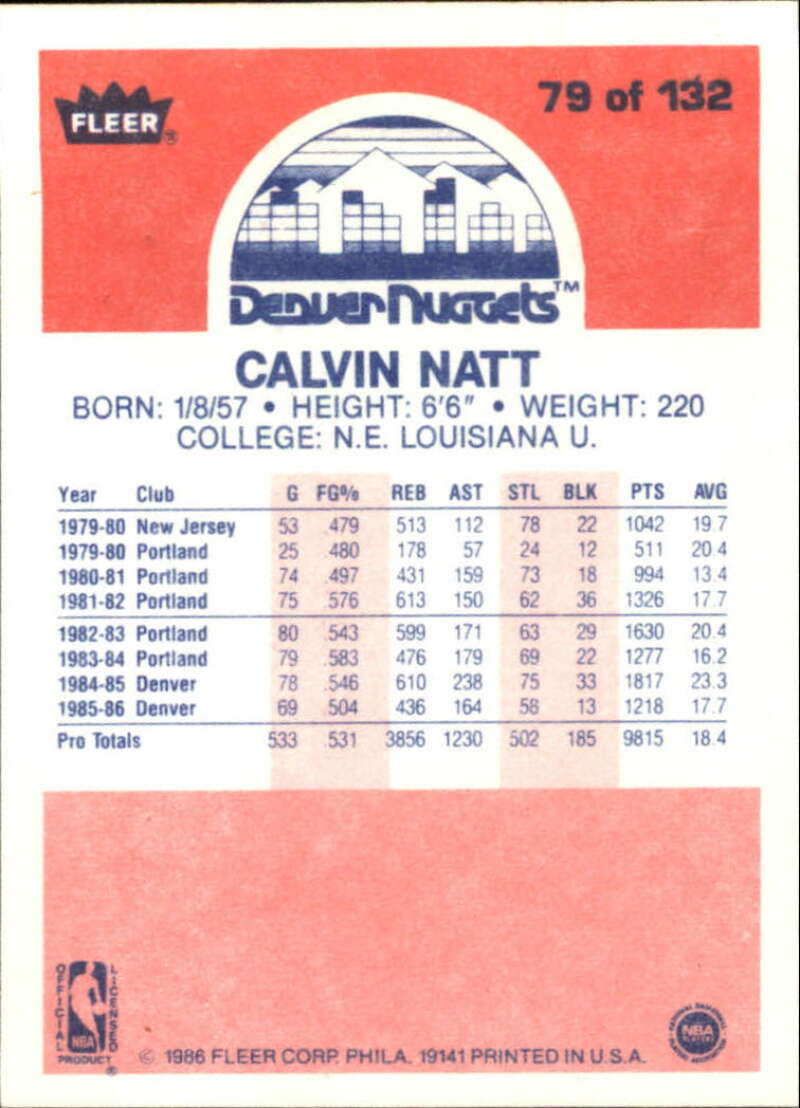 FLEER®
79 of 132
Denver Nuggets™
CALVIN NATT
BORN: 1/8/57 • HEIGHT: 6'6" • WEIGHT: 220
COLLEGE: N.E. LOUISIANA U.
Year Club G FG% REB AST STL BLK PTS AVG
1979-80 New Jersey 53 .479 513 112 78 22 1042 19.7
1979-80 Portland 25 .480 178 57 24 12 511 20.4
1980-81 Portland 74 .497 431 159 73 18 994 13.4
1981-82 Portland 75 .576 613 150 62 36 1326 17.7
1982-83 Portland 80 .543 599 171 63 29 1630 20.4
1983-84 Portland 79 .583 476 179 69 22 1277 16.2
1984-85 Denver 78 .546 610 238 75 33 1817 23.3
1985-86 Denver 69 .504 436 164 58 13 1218 17.7
Pro Totals 533 .531 3856 1230 502 185 9815 18.4
OFFICIAL LICENSED
NBA
PRODUCT®
© 1986 FLEER CORP. PHILA. 19141 PRINTED IN U.S.A.
NATIONAL BASKETBALL
NBA
PLAYERS
PLAYERS ASSOCIATION